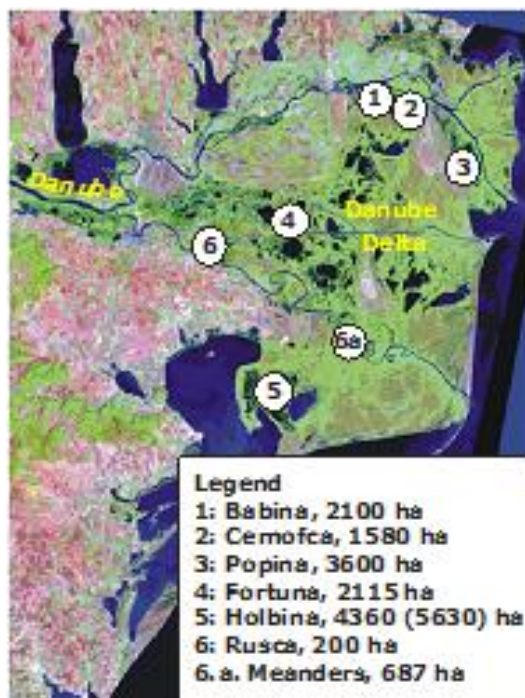 1
2
3
Danube
4
Danube
Delta
6
6a
5
Legend
1: Babina, 2100 ha
2: Cernofca, 1580 ha
3: Popina, 3600 ha
4: Fortuna, 2115 ha
5: Holbina, 4360 (5630) ha
6: Rusca, 200 ha
6.a. Meanders, 687 ha